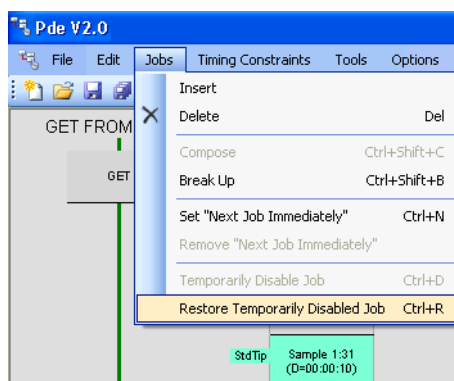 Pde V2.0
File Edit Jobs Timing Constraints Tools Options
Insert
Delete Del
Compose Ctrl+Shift+C
Break Up Ctrl+Shift+B
Set "Next Job Immediately" Ctrl+N
Remove "Next Job Immediately"
Temporarily Disable Job Ctrl+D
Restore Temporarily Disabled Job Ctrl+R
GET FROM
GET
StdTip Sample 1:31
(D=00:00:10)